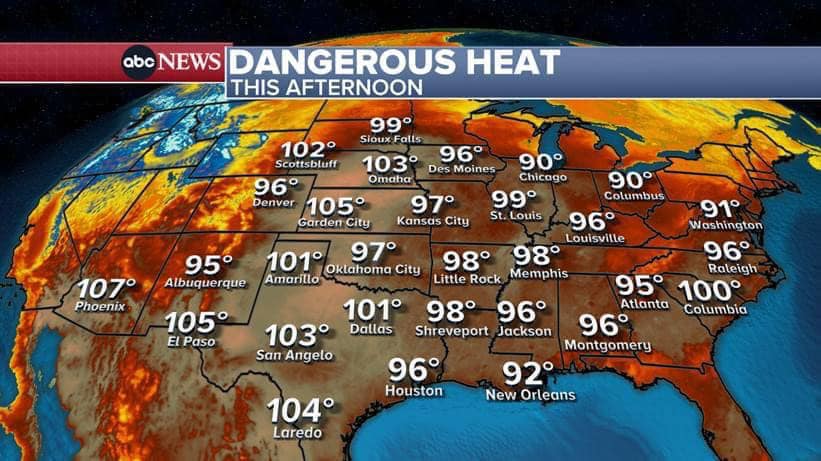 abc NEWS
DANGEROUS HEAT
THIS AFTERNOON
99°
Sioux Falls
102°
Scottsbluff
103°
Omaha
96°
Des Moines
90°
Chicago
96°
Denver
105°
Garden City
97°
Kansas City
99°
St. Louis
90°
Columbus
96°
Louisville
91°
Washington
107°
Phoenix
95°
Albuquerque
101°
Amarillo
97°
Oklahoma City
98°
Little Rock
98°
Memphis
96°
Raleigh
105°
El Paso
103°
San Angelo
101°
Dallas
98°
Shreveport
96°
Jackson
95°
Atlanta
100°
Columbia
96°
Montgomery
96°
Houston
92°
New Orleans
104°
Laredo